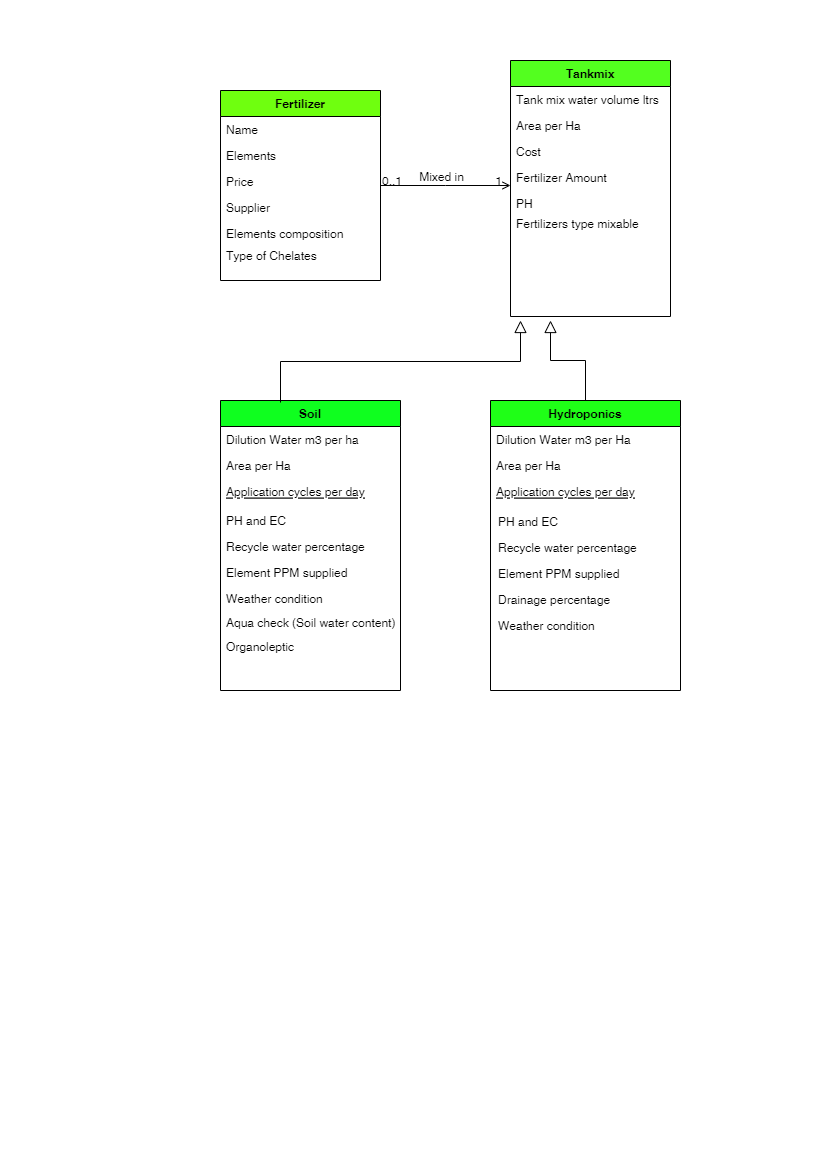 Fertilizer
Name
Elements
Price
Supplier
Elements composition
Type of Chelates
0..1
Mixed in
1
Tankmix
Tank mix water volume ltrs
Area per Ha
Cost
Fertilizer Amount
PH
Fertilizers type mixable
Soil
Dilution Water m3 per ha
Area per Ha
Application cycles per day
PH and EC
Recycle water percentage
Element PPM supplied
Weather condition
Aqua check (Soil water content)
Organoleptic
Hydroponics
Dilution Water m3 per Ha
Area per Ha
Application cycles per day
PH and EC
Recycle water percentage
Element PPM supplied
Drainage percentage
Weather condition